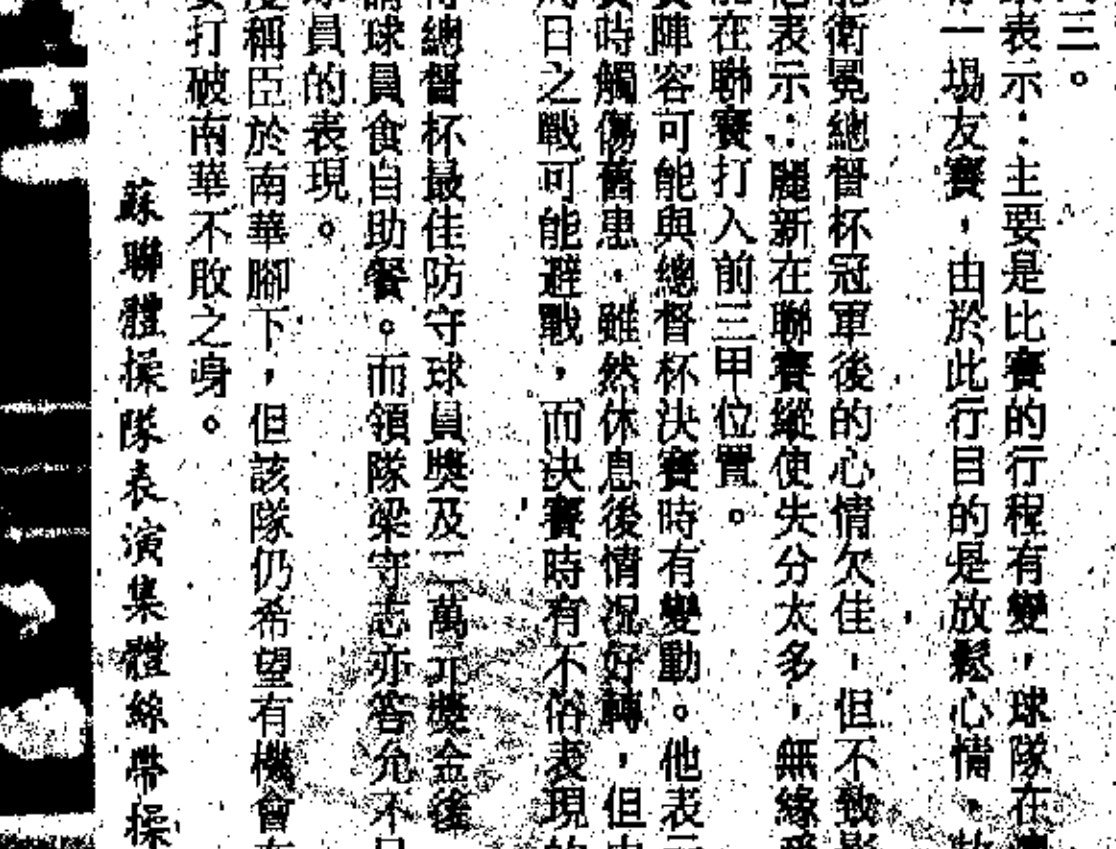 三。
表示：主要是比賽的行程有變，球隊在
一場友賽，由於此行目的是放鬆心情，
能衛冕總督杯冠軍後的心情欠佳，但不致影
表示：麗新在聯賽縱使失分太多，無緣
能在聯賽打入前三甲位置。
陣容可能與總督杯決賽時有變動。他表示
時觸傷舊患，雖然休息後情況好轉，但
日之戰可能避戰，而決賽時有不俗表現的
總督杯最佳防守球員獎及二萬元獎金後
請球員食自助餐。而領隊梁守志亦答允不
員的表現。
稱臣於南華腳下，但該隊仍希望有機會在
打破南華不敗之身。
蘇聯體操隊表演集體絲帶操